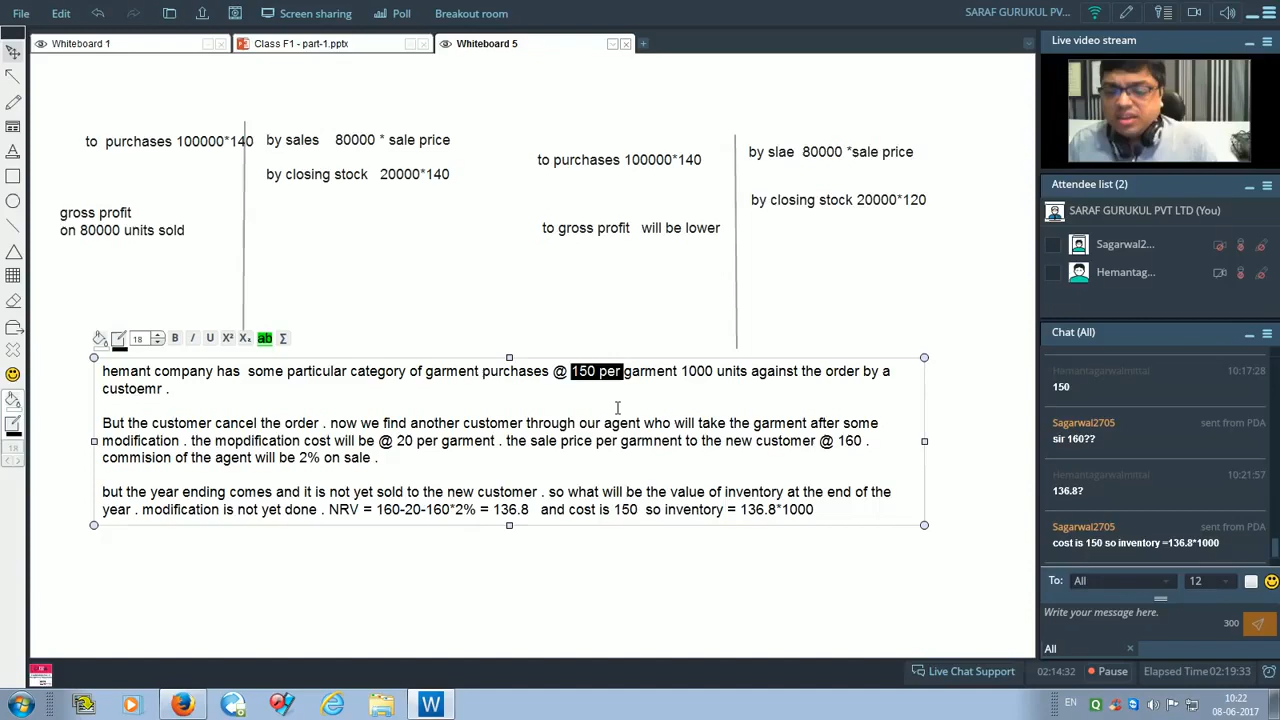 File Edit Screen sharing Poll Breakout room SARAF GURUKUL PV...
Whiteboard 1 Class F1 - part-1.pptx Whiteboard 5
Live video stream
to purchases 100000*140
by sales 80000 * sale price
by closing stock 20000*140
gross profit
on 80000 units sold
to purchases 100000*140
by slae 80000 *sale price
by closing stock 20000*120
to gross profit will be lower
18 B I U X² X₂ ab Σ
hemant company has some particular category of garment purchases @ 150 per garment 1000 units against the order by a
custoemr .
But the customer cancel the order . now we find another customer through our agent who will take the garment after some
modification . the mopdification cost will be @ 20 per garment . the sale price per garmnent to the new customer @ 160 .
commision of the agent will be 2% on sale .
but the year ending comes and it is not yet sold to the new customer . so what will be the value of inventory at the end of the
year . modification is not yet done . NRV = 160-20-160*2% = 136.8 and cost is 150 so inventory = 136.8*1000
18
Attendee list (2)
SARAF GURUKUL PVT LTD (You)
Sagarwal2...
Hemantag...
Chat (All)
Hemantagarwalmittal 10:17:28
150
Sagarwal2705 sent from PDA
sir 160??
Hemantagarwalmittal 10:21:57
136.8?
Sagarwal2705 sent from PDA
cost is 150 so inventory =136.8*1000
To: All 12
Write your message here.
300
All
Live Chat Support 02:14:32 Pause Elapsed Time 02:19:33
EN 10:22
08-06-2017